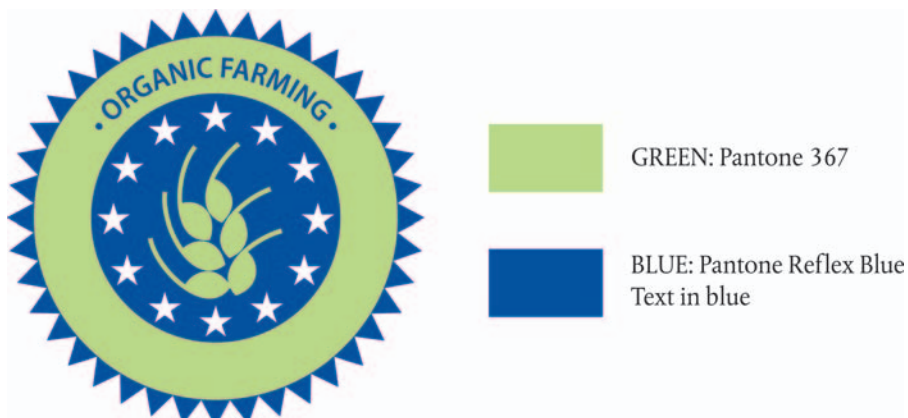 • ORGANIC FARMING •
GREEN: Pantone 367
BLUE: Pantone Reflex Blue
Text in blue